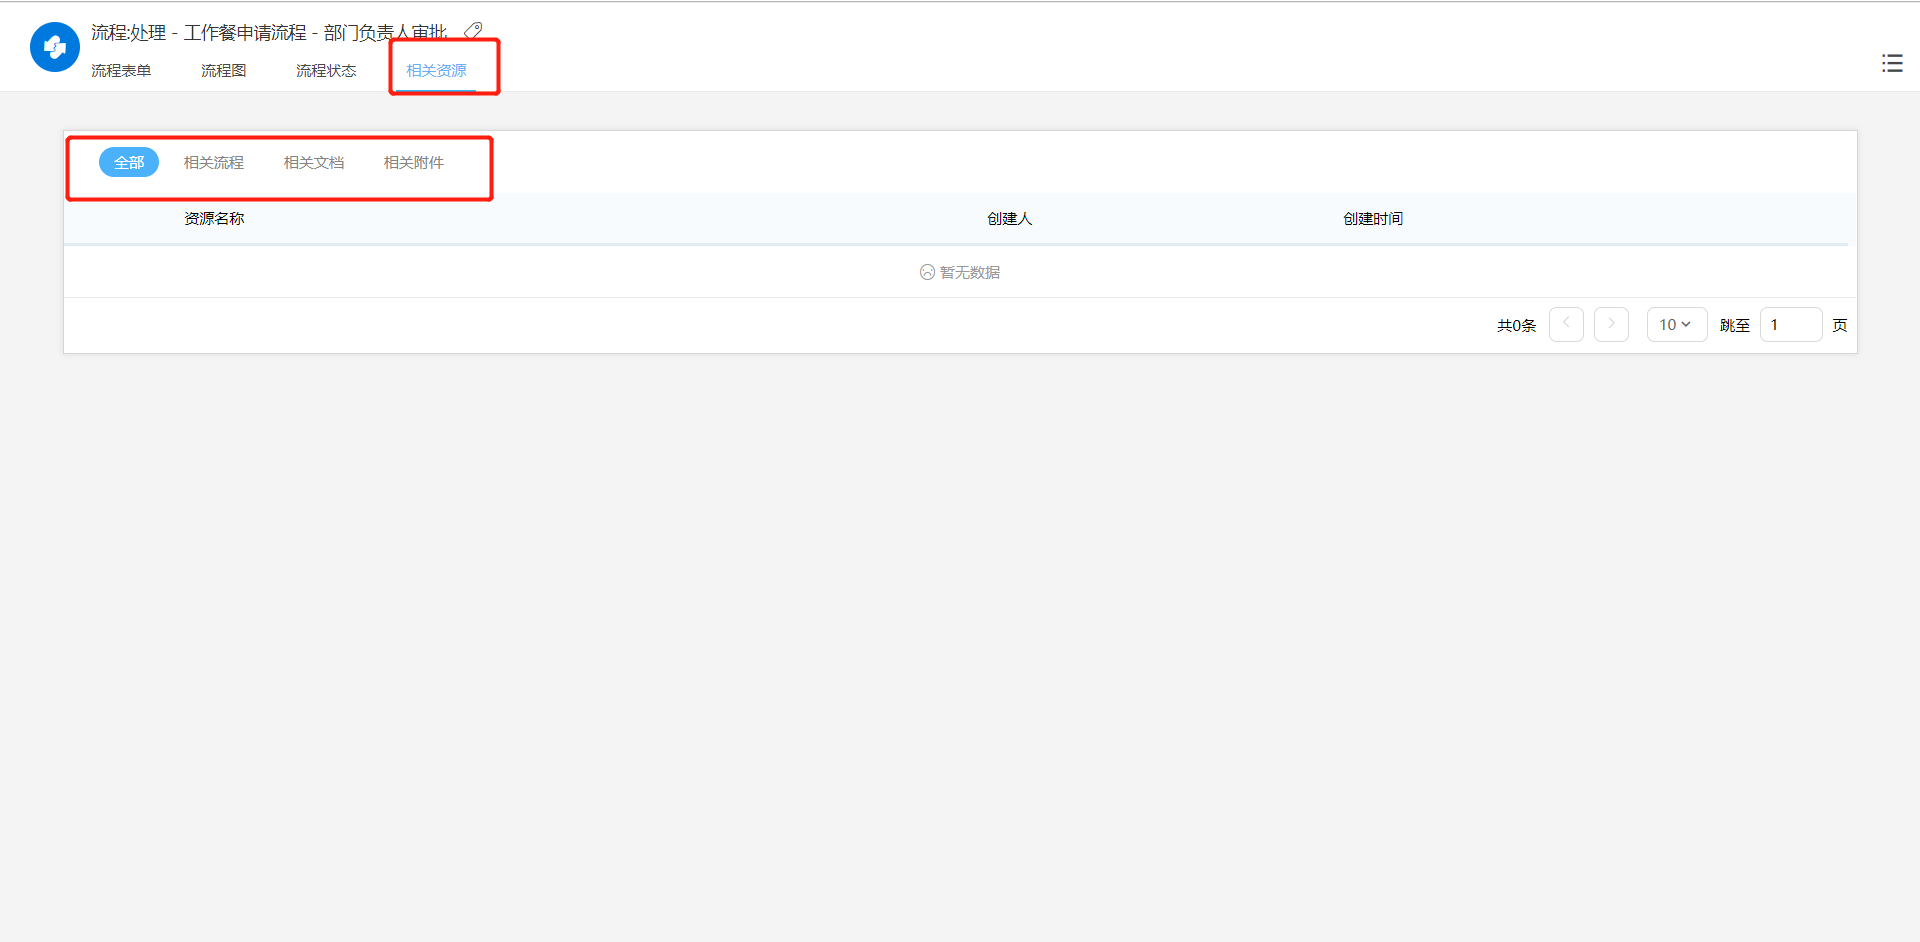 流程:处理 - 工作餐申请流程 - 部门负责人审批
流程表单 流程图 流程状态 相关资源
全部 相关流程 相关文档 相关附件
资源名称 创建人 创建时间
暂无数据
共0条 10 跳至 1 页